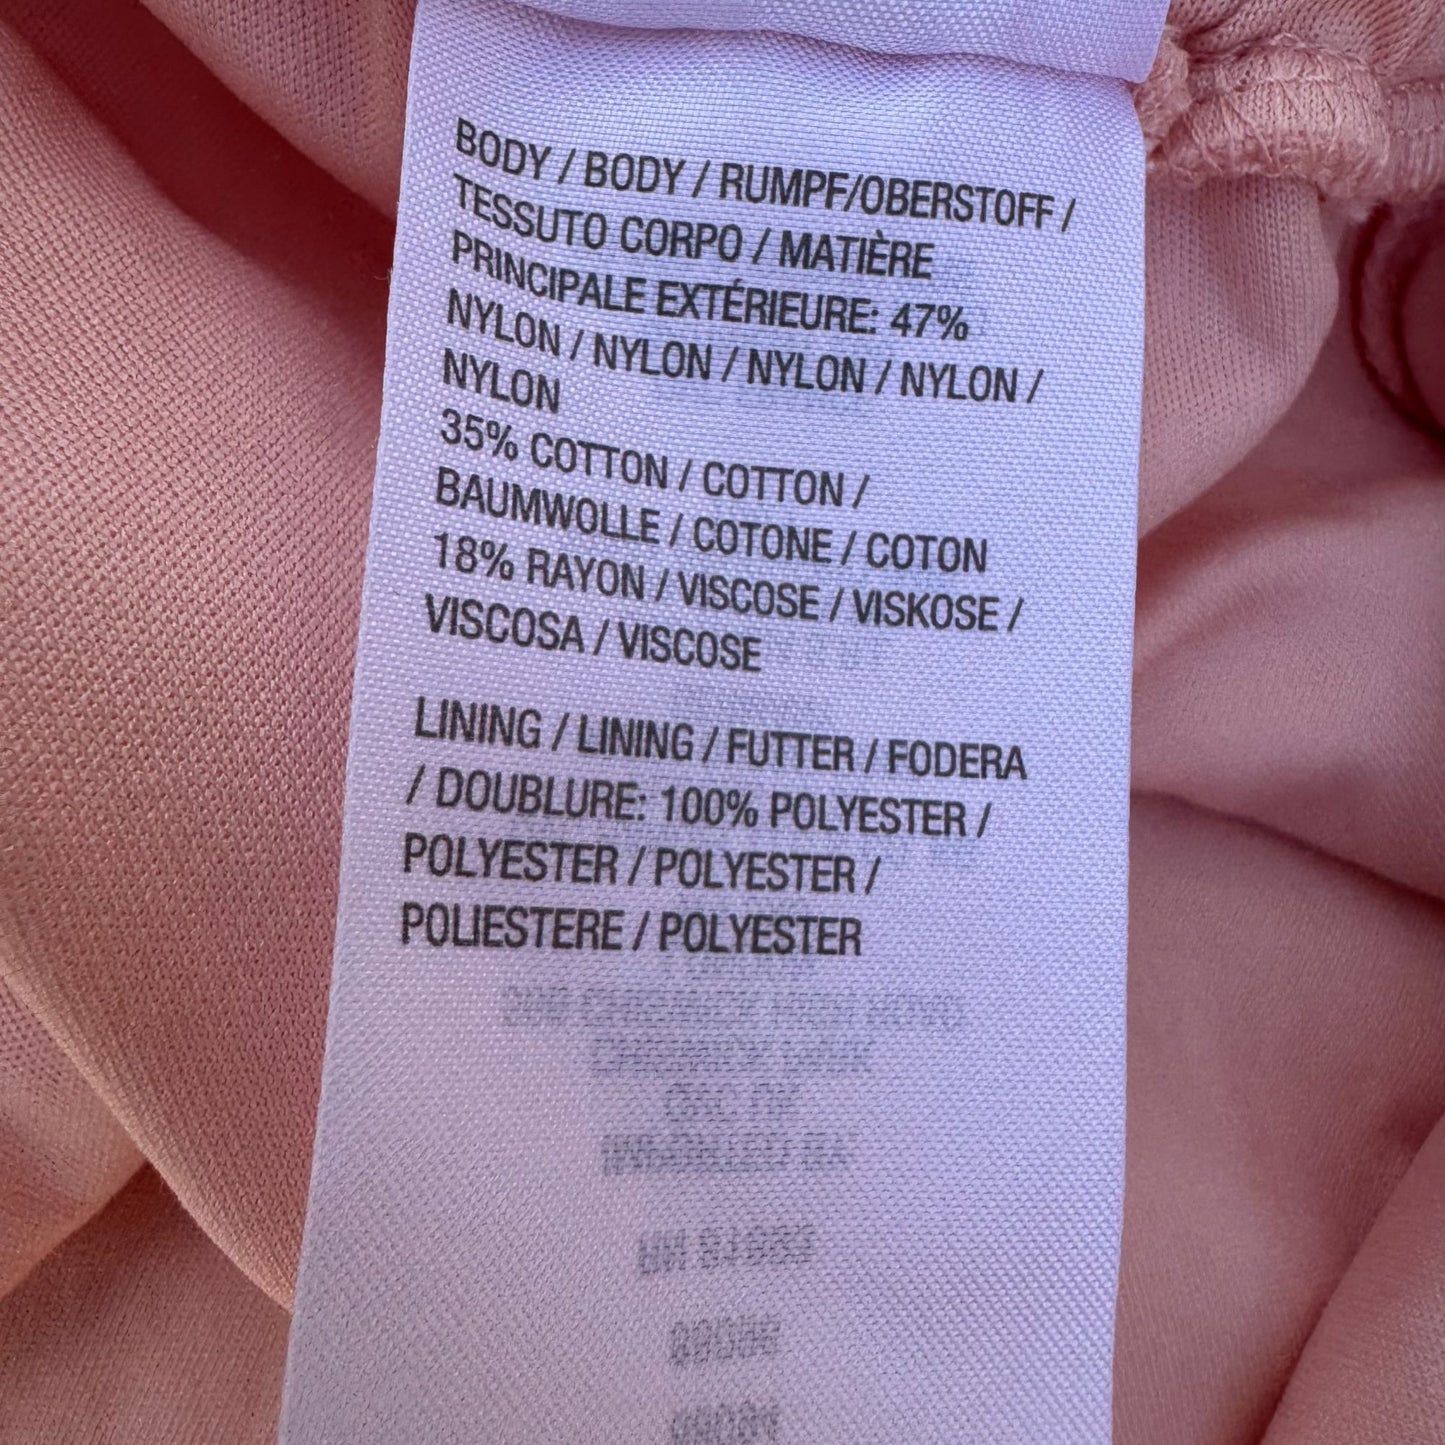 BODY / BODY / RUMPF/OBERSTOFF /
TESSUTO CORPO / MATIÈRE
PRINCIPALE EXTÉRIEURE: 47%
NYLON / NYLON / NYLON / NYLON /
NYLON
35% COTTON / COTTON /
BAUMWOLLE / COTONE / COTON
18% RAYON / VISCOSE / VISKOSE /
VISCOSA / VISCOSE
LINING / LINING / FUTTER / FODERA
/ DOUBLURE: 100% POLYESTER /
POLYESTER / POLYESTER /
POLIESTERE / POLYESTER